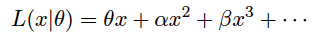 L(x|θ) = θx + αx² + βx³ + ⋯